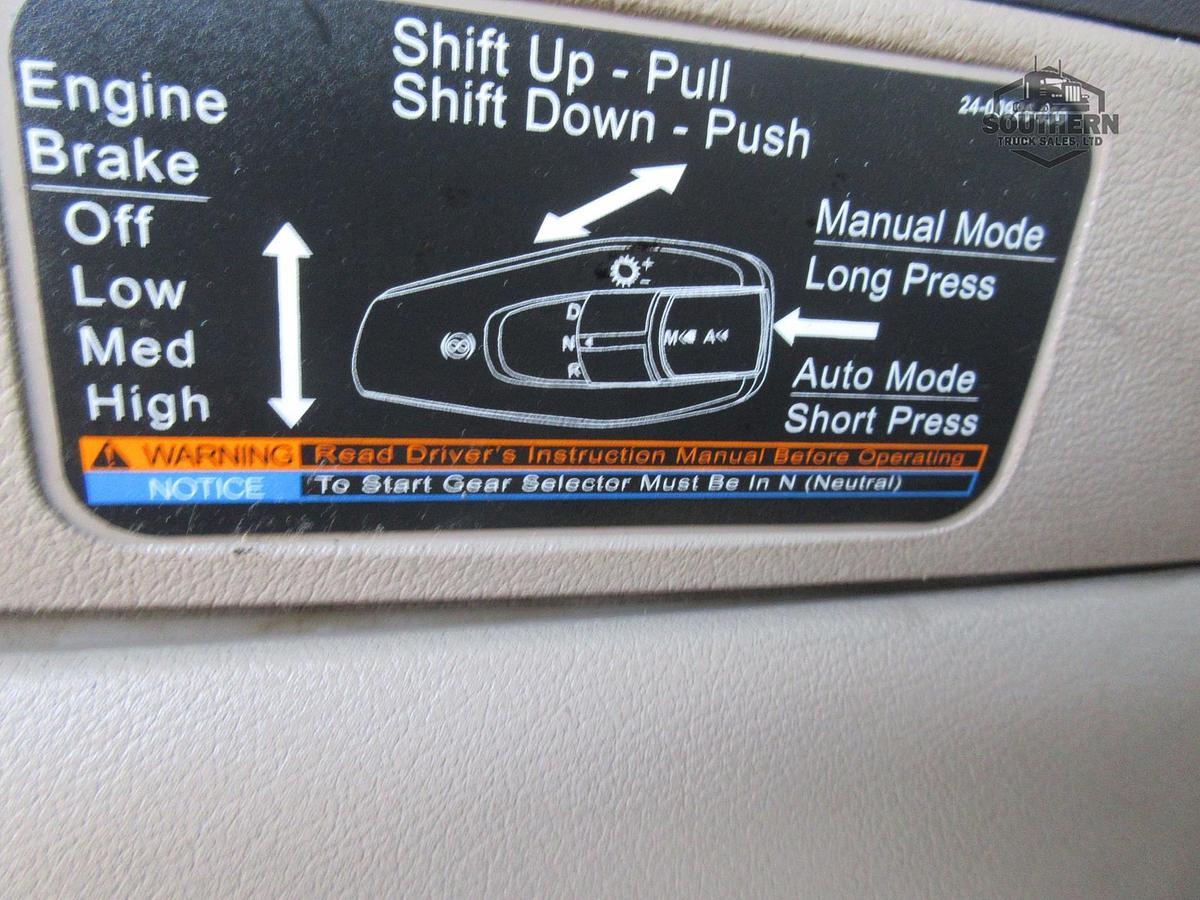 Shift Up - Pull
Shift Down - Push
Engine
Brake
Off
Low
Med
High
SOUTHERN
TRUCK SALES, LTD
Manual Mode
Long Press
Auto Mode
Short Press
+
-
D
N
R
M A
WARNING Read Driver's Instruction Manual Before Operating
NOTICE To Start Gear Selector Must Be In N (Neutral)